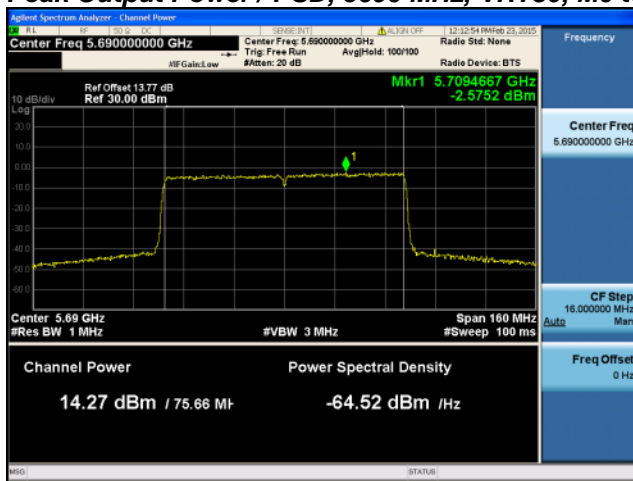 Peak Output Power / PSD, 5690 MHz, VHT80, M0 to
Agilent Spectrum Analyzer - Channel Power
RL RF 50 Ω DC SENSE:INT ALIGN OFF 12:12:54 PMFeb 23, 2015
Center Freq 5.690000000 GHz Center Freq: 5.690000000 GHz Radio Std: None
Trig: Free Run Avg|Hold: 100/100
#IFGain:Low #Atten: 20 dB Radio Device: BTS
Frequency
Ref Offset 13.77 dB Mkr1 5.7094667 GHz
10 dB/div Ref 30.00 dBm -2.5752 dBm
Log
20.0
10.0
0.00
-10.0
-20.0
-30.0
-40.0
-50.0
-60.0
1
Center Freq
5.690000000 GHz
Center 5.69 GHz Span 160 MHz
#Res BW 1 MHz #VBW 3 MHz #Sweep 100 ms
CF Step
16.000000 MHz
Auto Man
Channel Power Power Spectral Density
14.27 dBm / 75.66 MH -64.52 dBm /Hz
Freq Offset
0 Hz
MSG STATUS